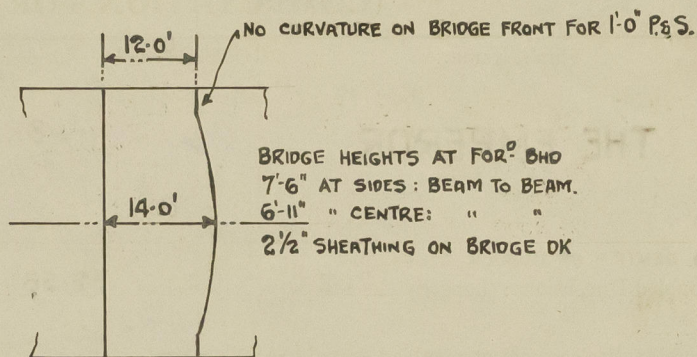 NO CURVATURE ON BRIDGE FRONT FOR 1'-0" P.& S.
12·0'
14·0'
BRIDGE HEIGHTS AT FORD. BHD
7'-6" AT SIDES : BEAM TO BEAM.
6'-11" " CENTRE: " "
2½" SHEATHING ON BRIDGE DK